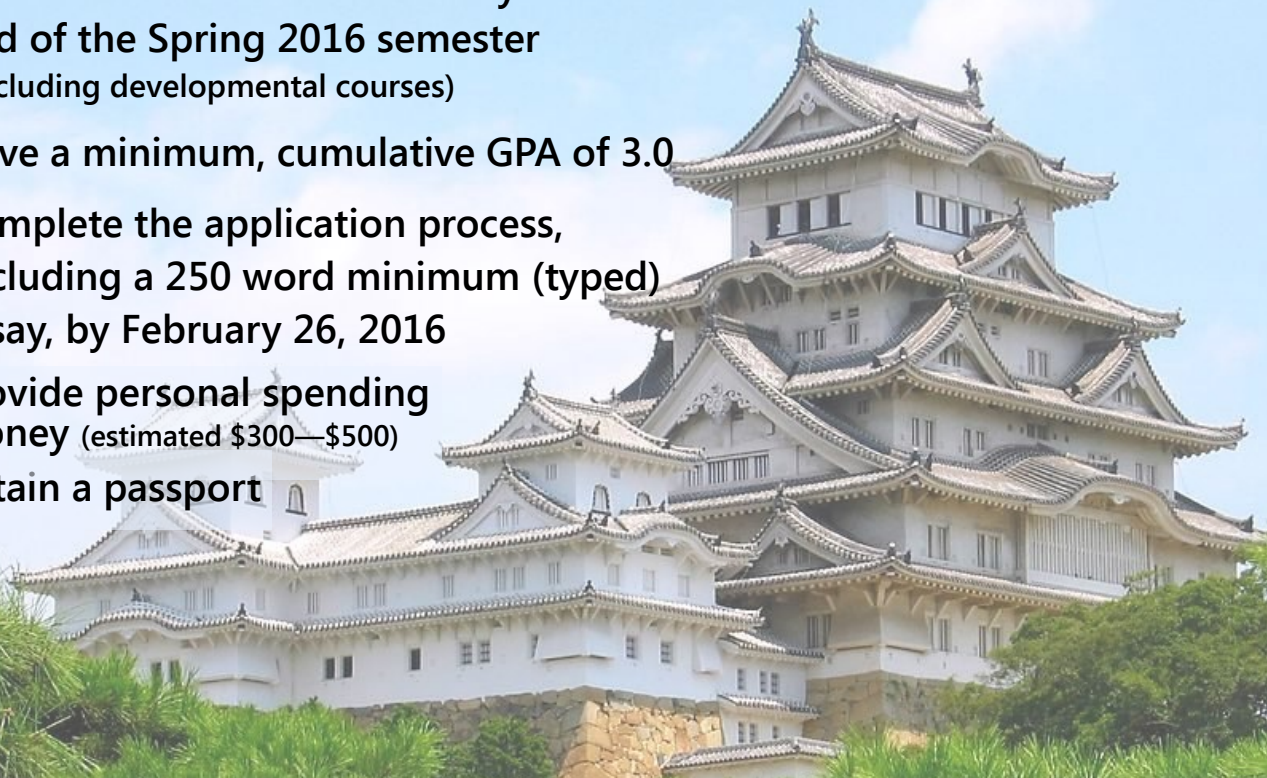 d of the Spring 2016 semester
cluding developmental courses)
ve a minimum, cumulative GPA of 3.0
mplete the application process,
cluding a 250 word minimum (typed)
say, by February 26, 2016
ovide personal spending
oney (estimated $300—$500)
tain a passport